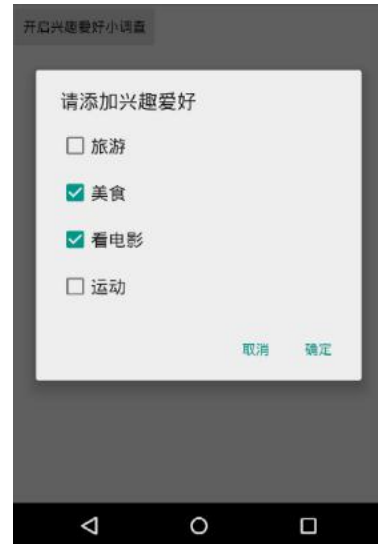 开启兴趣爱好小调查
请添加兴趣爱好
旅游
美食
看电影
运动
取消 确定